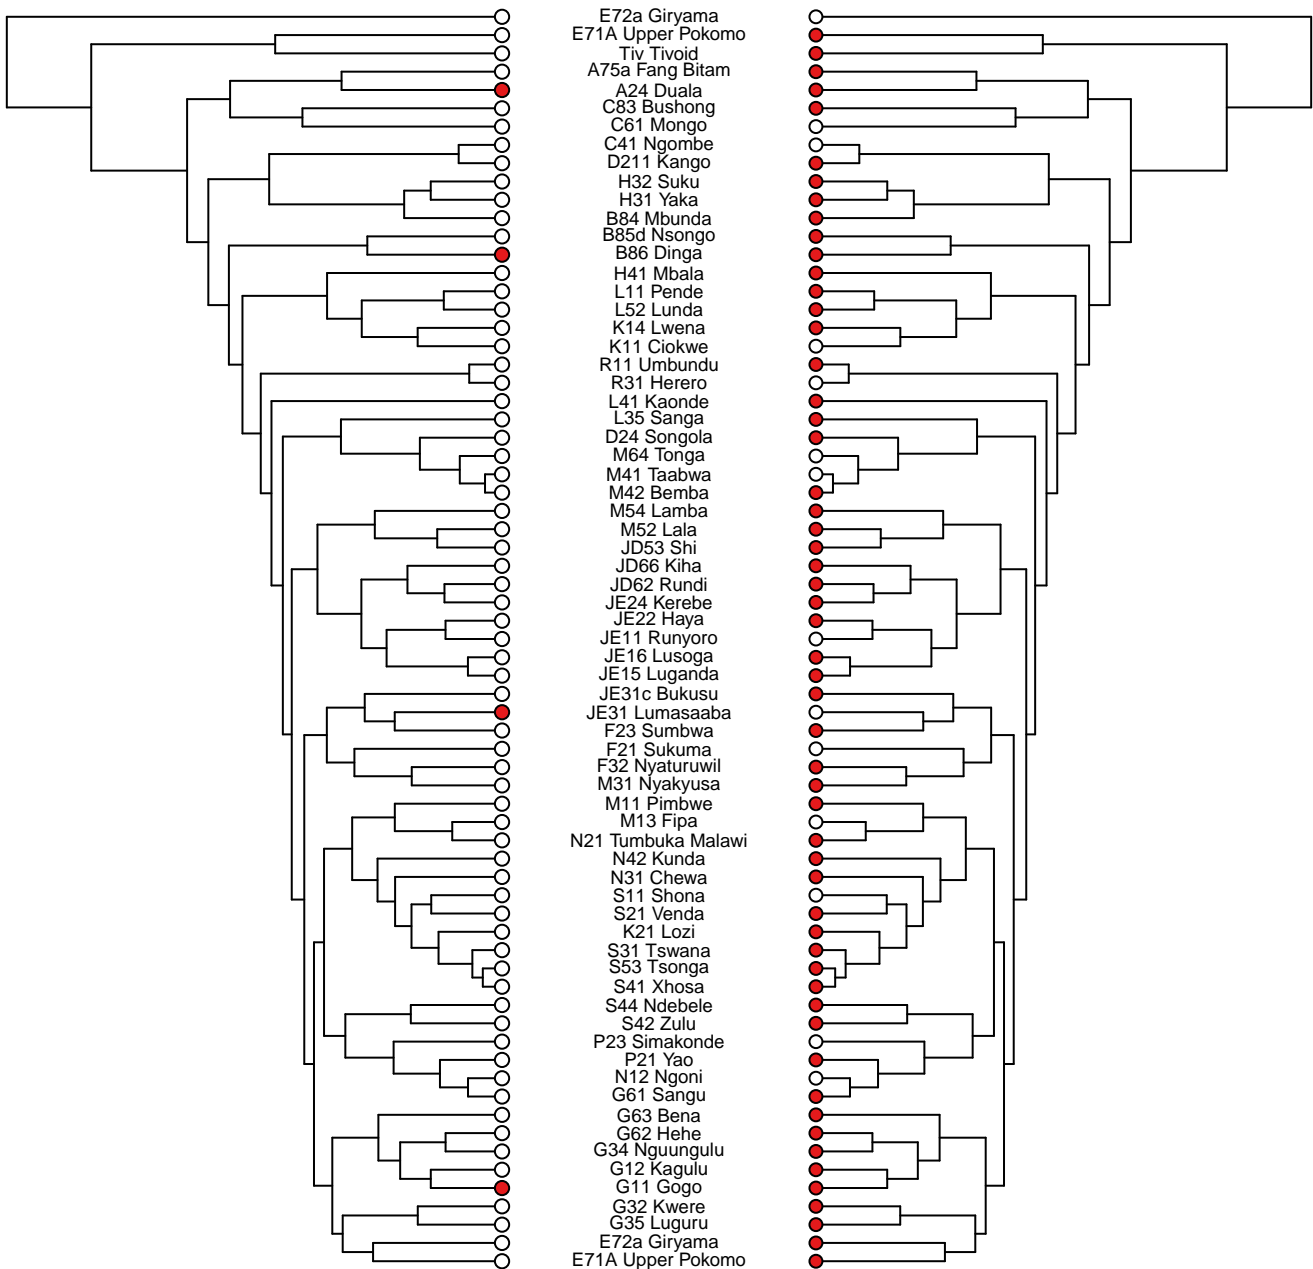 E72a Giryama
E71A Upper Pokomo
Tiv Tivoid
A75a Fang Bitam
A24 Duala
C83 Bushong
C61 Mongo
C41 Ngombe
D211 Kango
H32 Suku
H31 Yaka
B84 Mbunda
B85d Nsongo
B86 Dinga
H41 Mbala
L11 Pende
L52 Lunda
K14 Lwena
K11 Ciokwe
R11 Umbundu
R31 Herero
L41 Kaonde
L35 Sanga
D24 Songola
M64 Tonga
M41 Taabwa
M42 Bemba
M54 Lamba
M52 Lala
JD53 Shi
JD66 Kiha
JD62 Rundi
JE24 Kerebe
JE22 Haya
JE11 Runyoro
JE16 Lusoga
JE15 Luganda
JE31c Bukusu
JE31 Lumasaaba
F23 Sumbwa
F21 Sukuma
F32 Nyaturuwil
M31 Nyakyusa
M11 Pimbwe
M13 Fipa
N21 Tumbuka Malawi
N42 Kunda
N31 Chewa
S11 Shona
S21 Venda
K21 Lozi
S31 Tswana
S53 Tsonga
S41 Xhosa
S44 Ndebele
S42 Zulu
P23 Simakonde
P21 Yao
N12 Ngoni
G61 Sangu
G63 Bena
G62 Hehe
G34 Nguungulu
G12 Kagulu
G11 Gogo
G32 Kwere
G35 Luguru
E72a Giryama
E71A Upper Pokomo